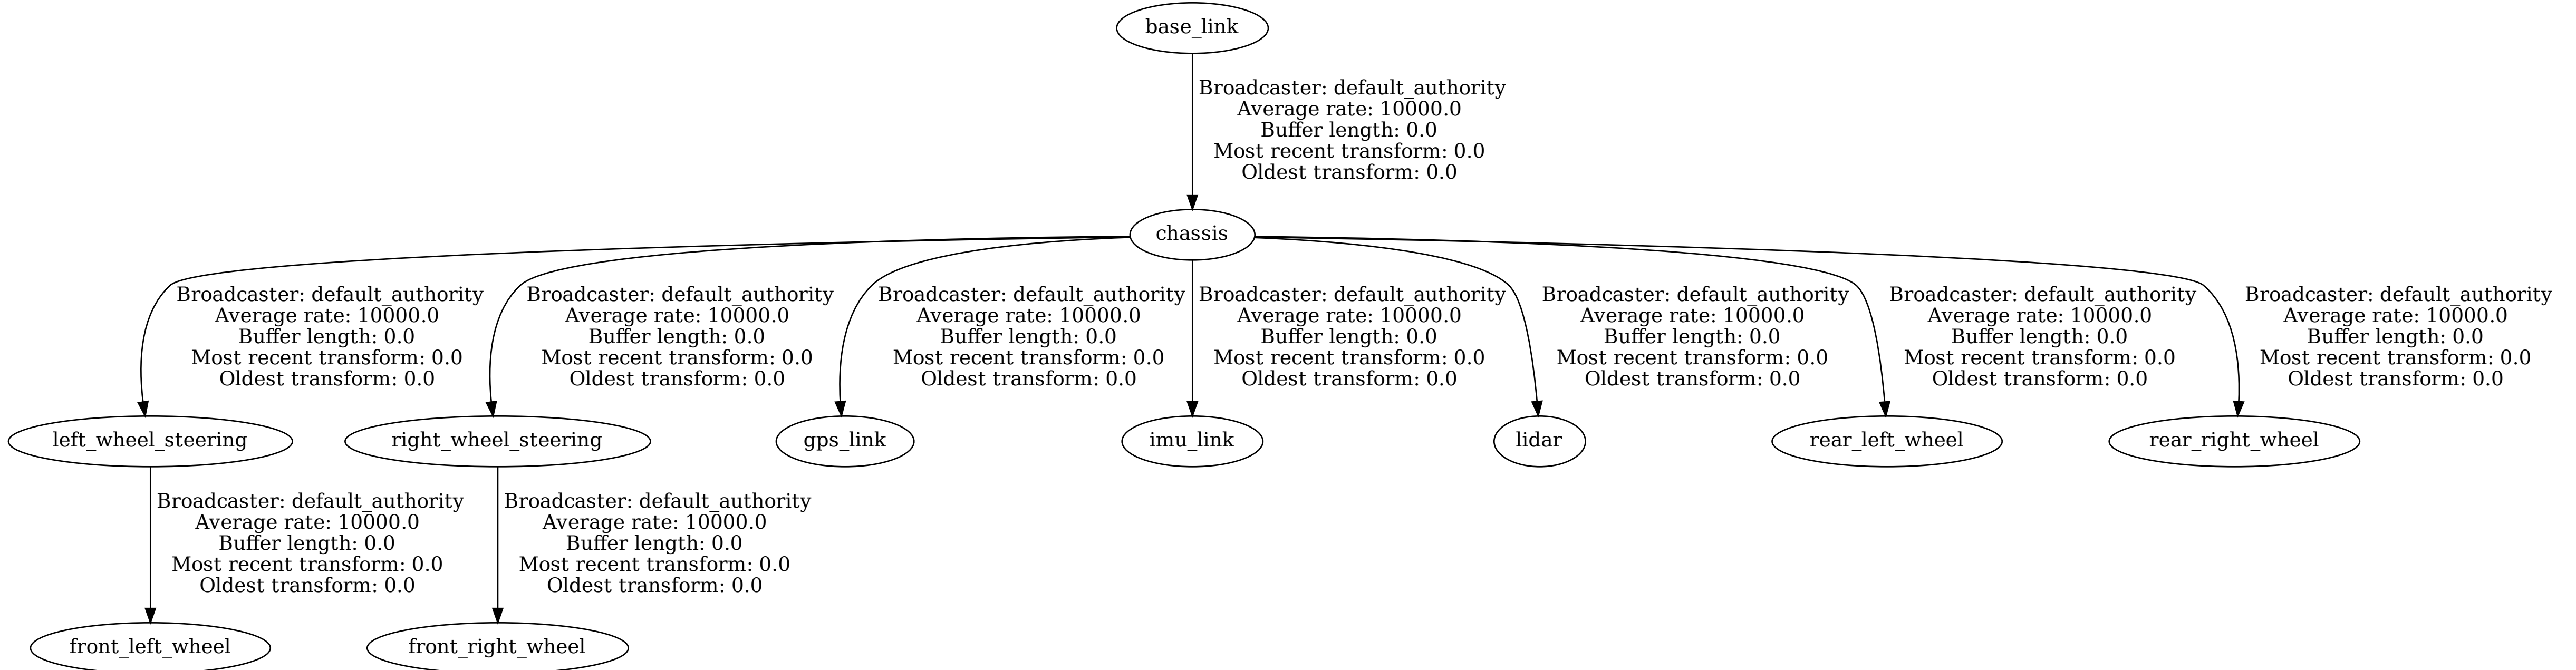 base_link
Broadcaster: default_authority
Average rate: 10000.0
Buffer length: 0.0
Most recent transform: 0.0
Oldest transform: 0.0
chassis
Broadcaster: default_authority
Average rate: 10000.0
Buffer length: 0.0
Most recent transform: 0.0
Oldest transform: 0.0
Broadcaster: default_authority
Average rate: 10000.0
Buffer length: 0.0
Most recent transform: 0.0
Oldest transform: 0.0
Broadcaster: default_authority
Average rate: 10000.0
Buffer length: 0.0
Most recent transform: 0.0
Oldest transform: 0.0
Broadcaster: default_authority
Average rate: 10000.0
Buffer length: 0.0
Most recent transform: 0.0
Oldest transform: 0.0
Broadcaster: default_authority
Average rate: 10000.0
Buffer length: 0.0
Most recent transform: 0.0
Oldest transform: 0.0
Broadcaster: default_authority
Average rate: 10000.0
Buffer length: 0.0
Most recent transform: 0.0
Oldest transform: 0.0
Broadcaster: default_authority
Average rate: 10000.0
Buffer length: 0.0
Most recent transform: 0.0
Oldest transform: 0.0
left_wheel_steering
right_wheel_steering
gps_link
imu_link
lidar
rear_left_wheel
rear_right_wheel
Broadcaster: default_authority
Average rate: 10000.0
Buffer length: 0.0
Most recent transform: 0.0
Oldest transform: 0.0
Broadcaster: default_authority
Average rate: 10000.0
Buffer length: 0.0
Most recent transform: 0.0
Oldest transform: 0.0
front_left_wheel
front_right_wheel